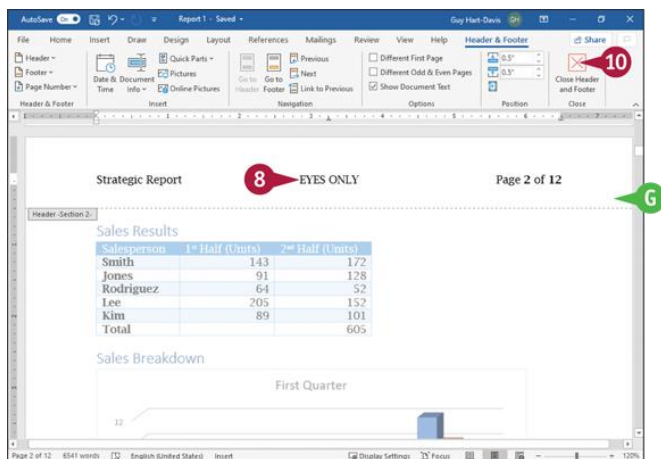 AutoSave On Report 1 - Saved Guy Hart-Davis GH
File Home Insert Draw Design Layout References Mailings Review View Help Header & Footer Share
Header
Footer
Page Number
Header & Footer
Date & Time
Document Info
Quick Parts
Pictures
Online Pictures
Insert
Go to Header
Go to Footer
Previous
Next
Link to Previous
Navigation
Different First Page
Different Odd & Even Pages
Show Document Text
Options
0.5"
0.5"
Position
Close Header and Footer
Close
10
Strategic Report 8 EYES ONLY Page 2 of 12
G
Header -Section 2-
Sales Results
Salesperson 1st Half (Units) 2nd Half (Units)
Smith 143 172
Jones 91 128
Rodriguez 64 52
Lee 205 152
Kim 89 101
Total 605
Sales Breakdown
First Quarter
12
Page 2 of 12 6541 words English (United States) Insert Display Settings Focus 120%